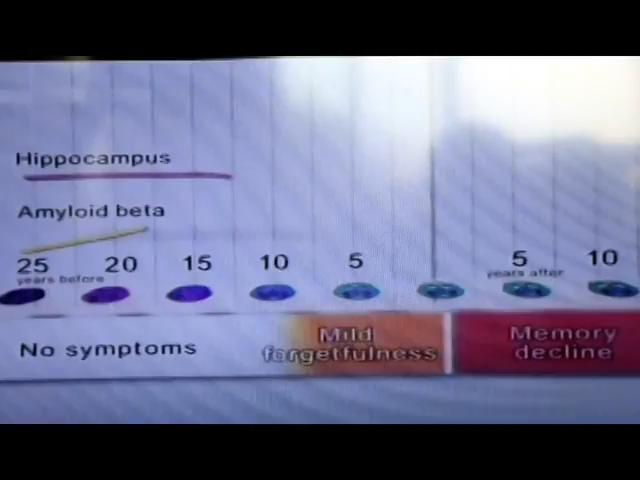 Hippocampus
Amyloid beta
25 20 15 10 5 5 10
years before years after
No symptoms
Mild
forgetfulness
Memory
decline